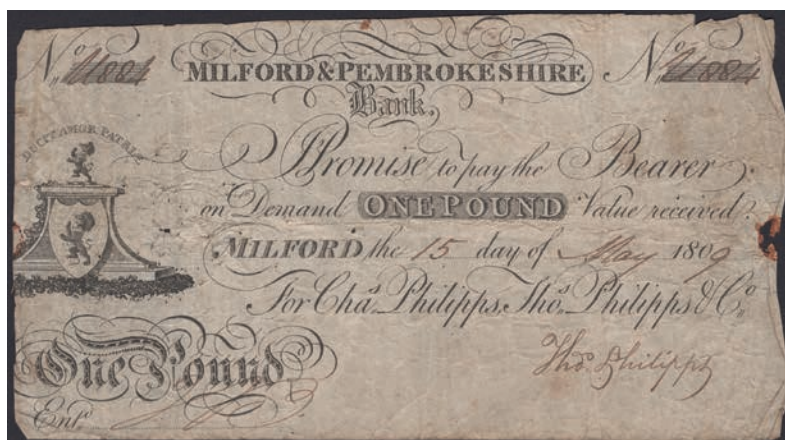 No. No.
MILFORD & PEMBROKESHIRE
Bank,
DUCIT AMOR PATRIÆ
I Promise to pay the Bearer
on Demand ONE POUND Value received.
MILFORD the 15 day of May 1809
For Chas. Philipps, Thos. Philipps & Co.
Thos. Philipps
One Pound
Entd.